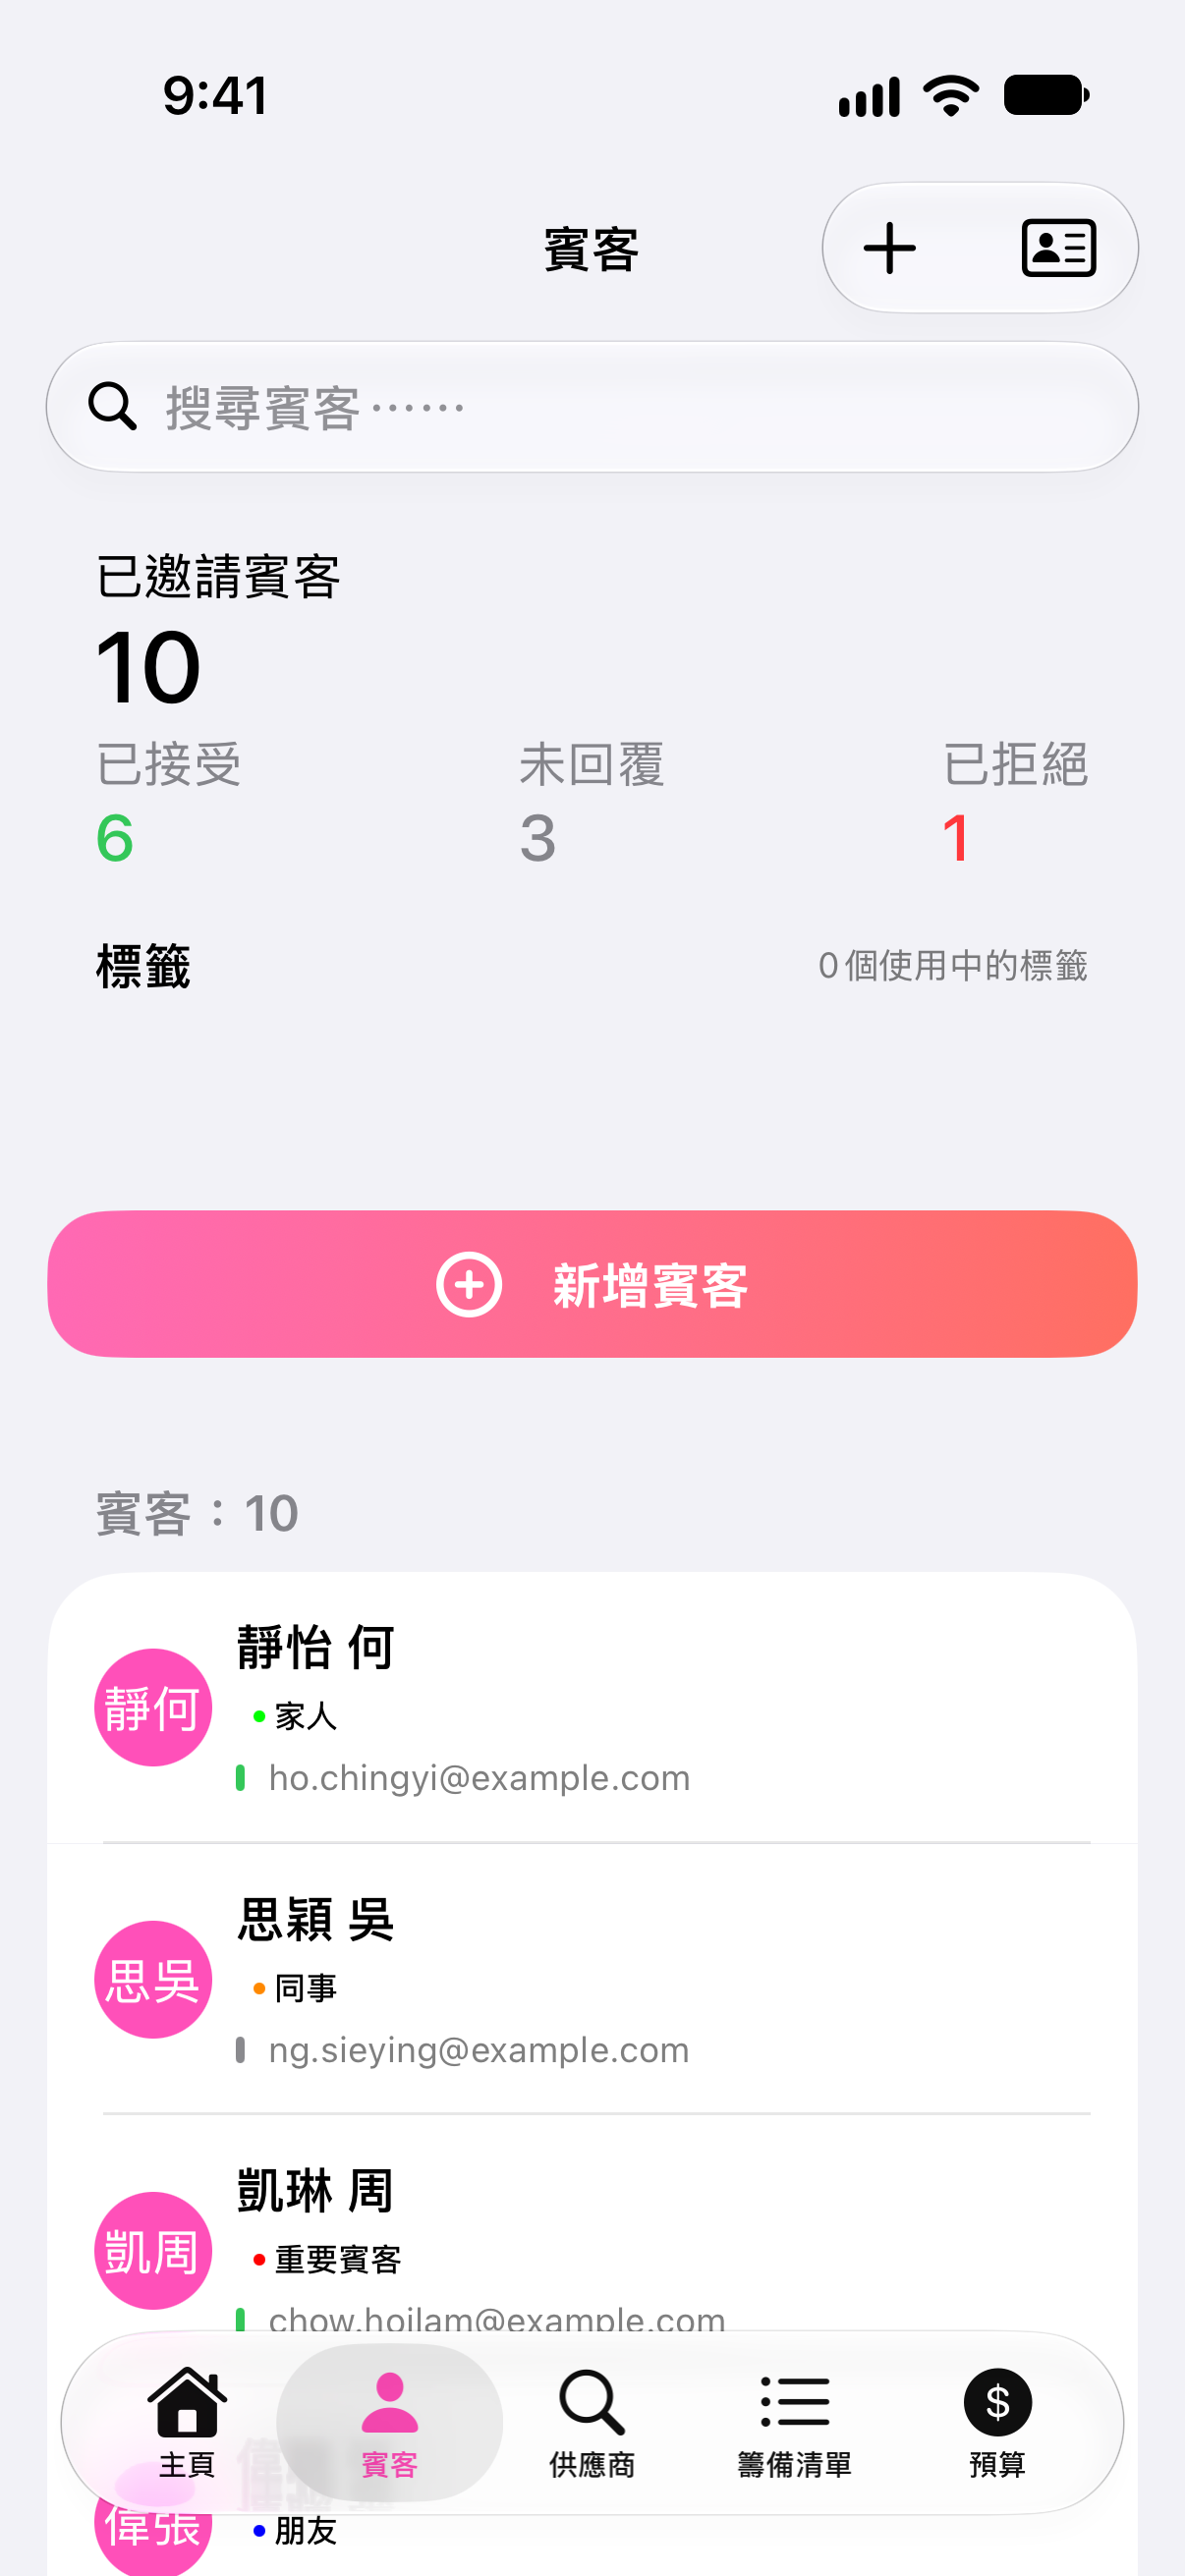 9:41
賓客
搜尋賓客⋯⋯
已邀請賓客
10
已接受 未回覆 已拒絕
6 3 1
標籤 0 個使用中的標籤
新增賓客
賓客：10
靜怡 何
靜何
家人
ho.chingyi@example.com
思穎 吳
思吳
同事
ng.sieying@example.com
凱琳 周
凱周
重要賓客
chow.hoilam@example.com
偉張
朋友
主頁 賓客 供應商 籌備清單 預算